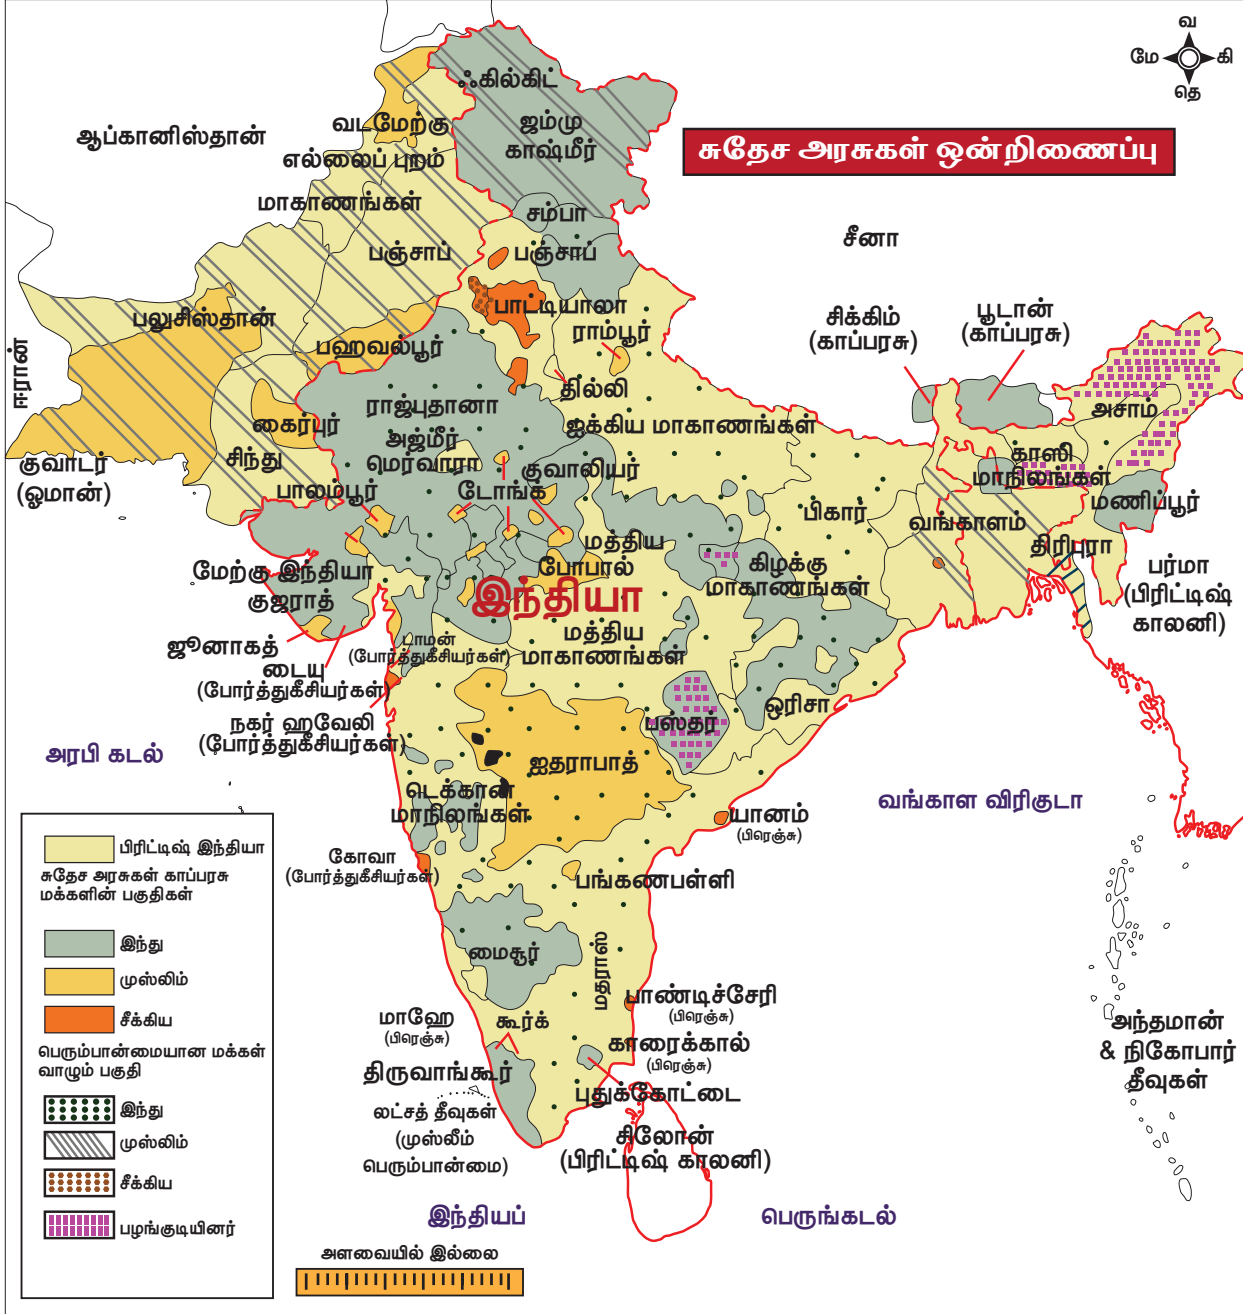 வ
மே
கி
தெ
சுதேச அரசுகள் ஒன்றிணைப்பு
ஃகில்கிட்
ஜம்மு
காஷ்மீர்
ஆப்கானிஸ்தான்
வடமேற்கு
எல்லைப் புறம்
மாகாணங்கள்
சம்பா
பஞ்சாப்
பஞ்சாப்
சீனா
பாட்டியாலா
ராம்பூர்
பலுசிஸ்தான்
பஹவல்பூர்
சிக்கிம்
(காப்பரசு)
பூடான்
(காப்பரசு)
ஈரான்
தில்லி
ராஜ்புதானா
அஜ்மீர்
மெர்வாரா
ஐக்கிய மாகாணங்கள்
அசாம்
கைர்பூர்
சிந்து
குவாடர்
(ஓமான்)
குவாலியர்
காஸி
மாநிலங்கள்
மணிப்பூர்
பாலம்பூர்
டோங்க்
பிகார்
வங்காளம்
திரிபுரா
மத்திய
போபால்
கிழக்கு
மாகாணங்கள்
மேற்கு இந்தியா
குஜராத்
இந்தியா
பர்மா
(பிரிட்டிஷ்
காலனி)
ஜூனாகத்
டாமன்
(போர்த்துகீசியர்கள்)
மத்திய
மாகாணங்கள்
டையு
(போர்த்துகீசியர்கள்)
நகர் ஹவேலி
(போர்த்துகீசியர்கள்)
பஸ்தர்
ஒரிசா
அரபி கடல்
ஐதராபாத்
டெக்கான்
மாநிலங்கள்
வங்காள விரிகுடா
யானம்
(பிரெஞ்சு)
கோவா
(போர்த்துகீசியர்கள்)
பங்கணபள்ளி
மைசூர்
மதராஸ்
பாண்டிச்சேரி
(பிரெஞ்சு)
மாஹே
(பிரெஞ்சு)
கூர்க்
காரைக்கால்
(பிரெஞ்சு)
அந்தமான்
& நிகோபார்
தீவுகள்
திருவாங்கூர்
புதுக்கோட்டை
லட்சத் தீவுகள்
(முஸ்லீம்
பெரும்பான்மை)
சிலோன்
(பிரிட்டிஷ் காலனி)
இந்தியப்
பெருங்கடல்
பிரிட்டிஷ் இந்தியா
சுதேச அரசுகள் காப்பரசு
மக்களின் பகுதிகள்
இந்து
முஸ்லிம்
சீக்கிய
பெரும்பான்மையான மக்கள்
வாழும் பகுதி
இந்து
முஸ்லிம்
சீக்கிய
பழங்குடியினர்
அளவையில் இல்லை